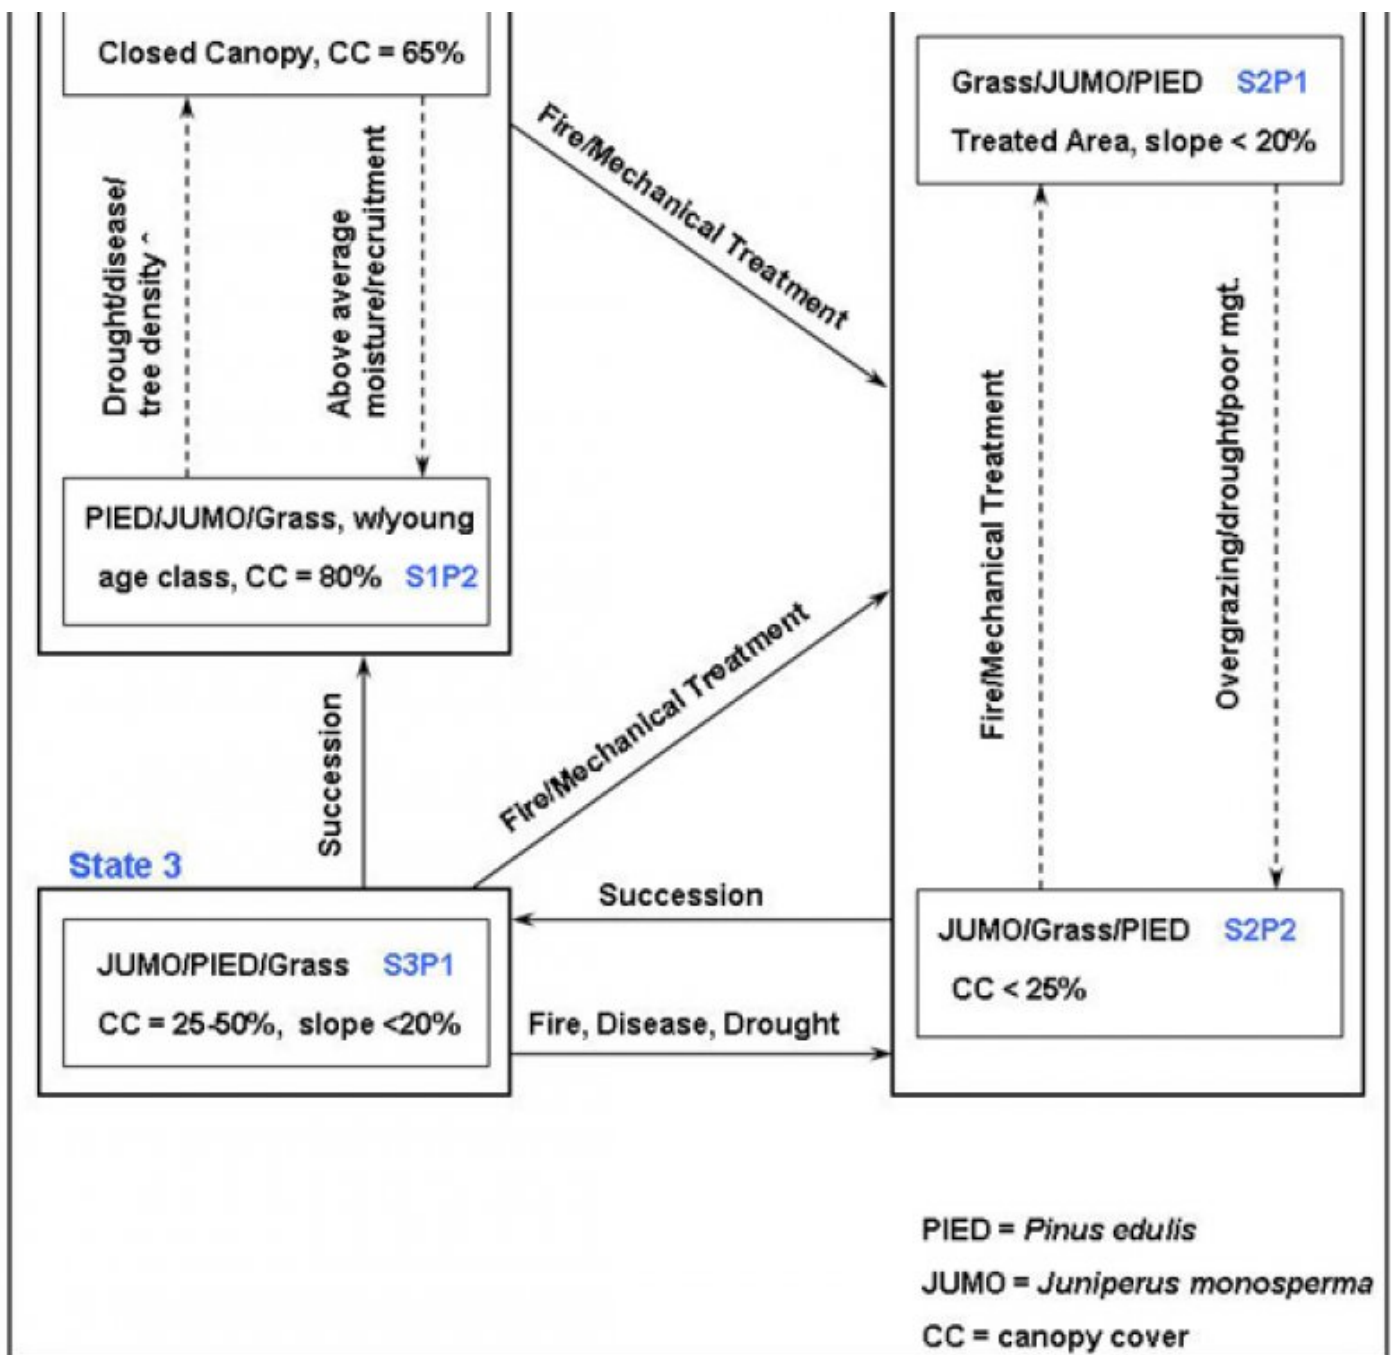 Closed Canopy, CC = 65%
Drought/disease/
tree density ^
Above average
moisture/recruitment
PIED/JUMO/Grass, w/young
age class, CC = 80% S1P2
Fire/Mechanical Treatment
Grass/JUMO/PIED S2P1
Treated Area, slope < 20%
Fire/Mechanical Treatment
Overgrazing/drought/poor mgt.
Succession
Fire/Mechanical Treatment
State 3
JUMO/PIED/Grass S3P1
CC = 25-50%, slope <20%
Succession
Fire, Disease, Drought
JUMO/Grass/PIED S2P2
CC < 25%
PIED = Pinus edulis
JUMO = Juniperus monosperma
CC = canopy cover